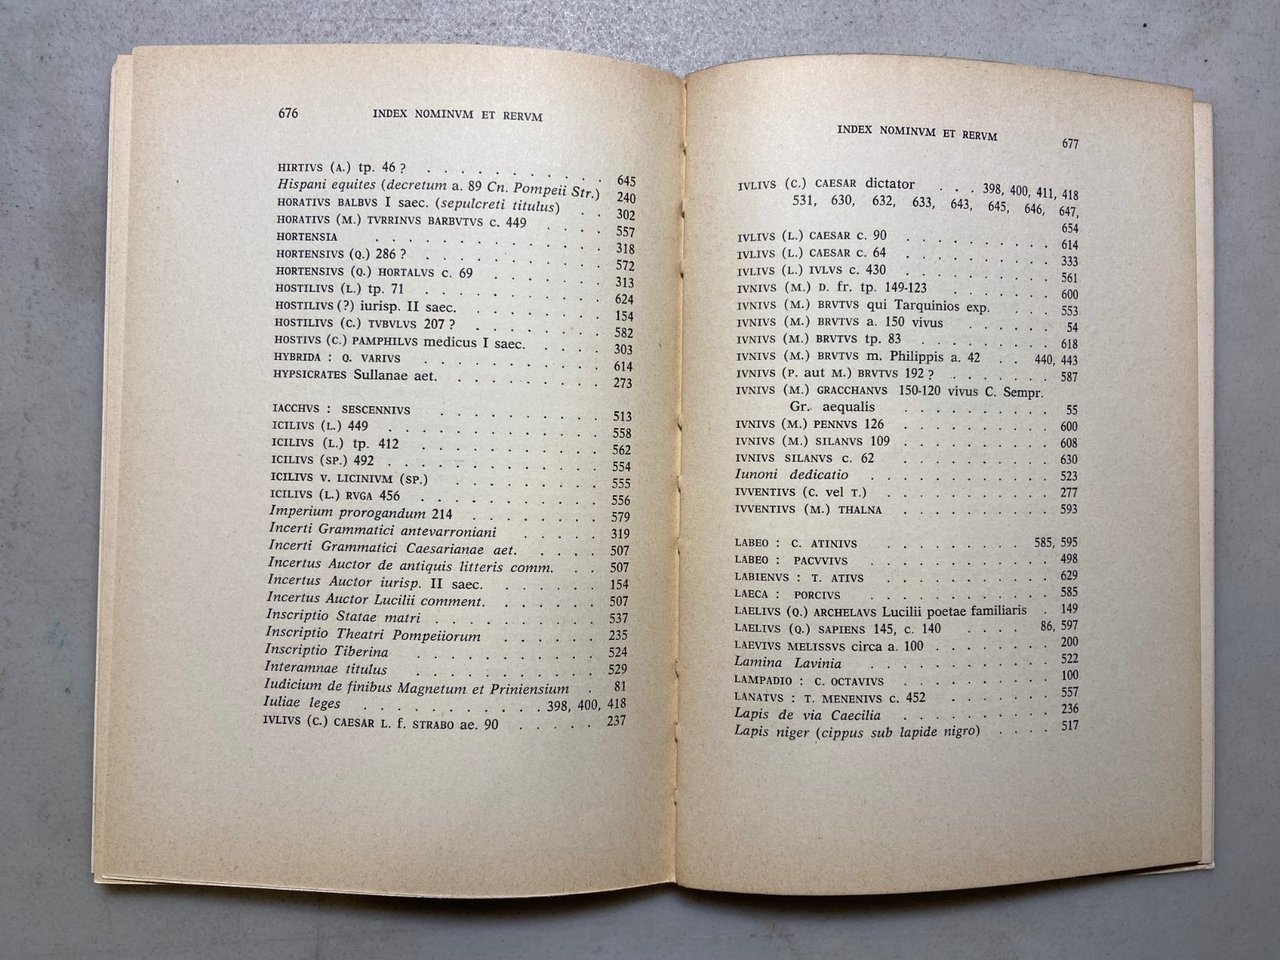 676 INDEX NOMINVM ET RERVM
HIRTIVS (A.) tp. 46 ? . . . . . . . . . . . 645
Hispani equites (decretum a. 89 Cn. Pompeii Str.) 240
HORATIVS BALBVS I saec. (sepulcreti titulus) . . 302
HORATIVS (M.) TVRRINVS BARBVTVS c. 449 . . . . 557
HORTENSIA . . . . . . . . . . . . . 318
HORTENSIVS (Q.) 286 ? . . . . . . . . . . 572
HORTENSIVS (Q.) HORTALVS c. 69 . . . . . . . 313
HOSTILIVS (L.) tp. 71 . . . . . . . . . . 624
HOSTILIVS (?) iurisp. II saec. . . . . . . . . 154
HOSTILIVS (C.) TVBVLVS 207 ? . . . . . . . . 582
HOSTIVS (C.) PAMPHILVS medicus I saec. . . . . 303
HYBRIDA : Q. VARIVS . . . . . . . . . . 614
HYPSICRATES Sullanae aet. . . . . . . . . . 273
IACCHVS : SESCENNIVS . . . . . . . . . 513
ICILIVS (L.) 449 . . . . . . . . . . . 558
ICILIVS (L.) tp. 412 . . . . . . . . . . 562
ICILIVS (SP.) 492 . . . . . . . . . . . 554
ICILIVS V. LICINIVM (SP.) . . . . . . . . . 555
ICILIVS (L.) RVGA 456 . . . . . . . . . . 556
Imperium prorogandum 214 . . . . . . . . 579
Incerti Grammatici antevarroniani . . . . . . 319
Incerti Grammatici Caesarianae aet. . . . . . 507
Incertus Auctor de antiquis litteris comm. . . . 507
Incertus Auctor iurisp. II saec. . . . . . . . 154
Incertus Auctor Lucilii comment. . . . . . . . 507
Inscriptio Statae matri . . . . . . . . . . 537
Inscriptio Theatri Pompeiiorum . . . . . . 235
Inscriptio Tiberina . . . . . . . . . . . 524
Interamnae titulus . . . . . . . . . . . 529
Iudicium de finibus Magnetum et Priniensium . 81
Iuliae leges . . . . . . . . . . 398, 400, 418
IVLIVS (C.) CAESAR L. f. STRABO ae. 90 . . . . 237
INDEX NOMINVM ET RERVM 677
IVLIVS (C.) CAESAR dictator . . . 398, 400, 411, 418
531, 630, 632, 633, 643, 645, 646, 647,
654
IVLIVS (L.) CAESAR c. 90 . . . . . . . . . 614
IVLIVS (L.) CAESAR c. 64 . . . . . . . . . 333
IVLIVS (L.) IVLVS c. 430 . . . . . . . . . 561
IVNIVS (M.) D. fr. tp. 149-123 . . . . . . . 600
IVNIVS (M.) BRVTVS qui Tarquinios exp. . . . 553
IVNIVS (M.) BRVTVS a. 150 vivus . . . . . . 54
IVNIVS (M.) BRVTVS tp. 83 . . . . . . . . 618
IVNIVS (M.) BRVTVS m. Philippis a. 42 . . 440, 443
IVNIVS (P. aut M.) BRVTVS 192 ? . . . . . . . 587
IVNIVS (M.) GRACCHANVS 150-120 vivus C. Sempr.
Gr. aequalis . . . . . . . . . 55
IVNIVS (M.) PENNVS 126 . . . . . . . . . 600
IVNIVS (M.) SILANVS 109 . . . . . . . . . 608
IVNIVS SILANVS c. 62 . . . . . . . . . . 630
Iunoni dedicatio . . . . . . . . . . . 523
IVVENTIVS (C. vel T.) . . . . . . . . . . 277
IVVENTIVS (M.) THALNA . . . . . . . . . 593
LABEO : C. ATINIVS . . . . . . . . 585, 595
LABEO : PACVVIVS . . . . . . . . . . 498
LABIENVS : T. ATIVS . . . . . . . . . . 629
LAECA : PORCIVS . . . . . . . . . . . 585
LAELIVS (Q.) ARCHELAVS Lucilii poetae familiaris . 149
LAELIVS (Q.) SAPIENS 145, c. 140 . . . . 86, 597
LAEVIVS MELISSVS circa a. 100 . . . . . . . 200
Lamina Lavinia . . . . . . . . . . . 522
LAMPADIO : C. OCTAVIVS . . . . . . . . 100
LANATVS : T. MENENIVS c. 452 . . . . . . . 557
Lapis de via Caecilia . . . . . . . . . 236
Lapis niger (cippus sub lapide nigro) . . . . 517